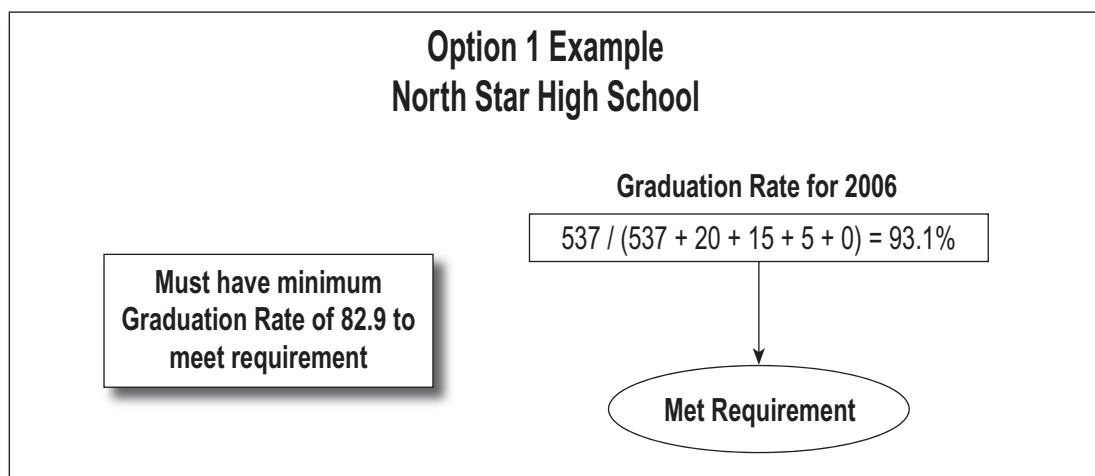 Option 1 Example
North Star High School
Graduation Rate for 2006
537 / (537 + 20 + 15 + 5 + 0) = 93.1%
Must have minimum
Graduation Rate of 82.9 to
meet requirement
Met Requirement